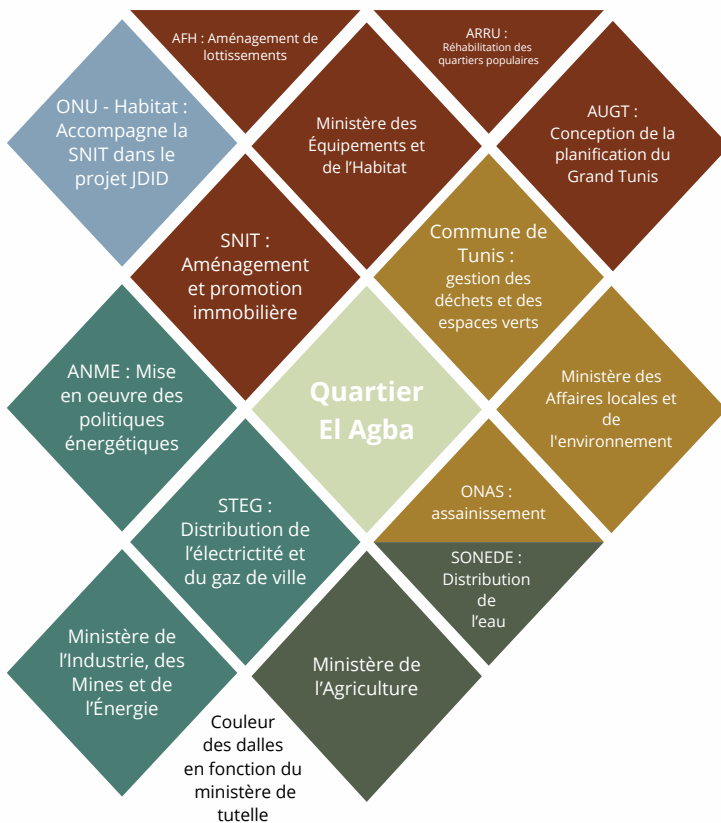 AFH : Aménagement de
lottissements
ARRU :
Réhabilitation des
quartiers populaires
ONU - Habitat :
Accompagne la
SNIT dans le
projet JDID
Ministère des
Équipements et
de l'Habitat
AUGT :
Conception de la
planification du
Grand Tunis
SNIT :
Aménagement
et promotion
immobilière
Commune de
Tunis :
gestion des
déchets et des
espaces verts
ANME : Mise
en oeuvre des
politiques
énergétiques
Quartier
El Agba
Ministère des
Affaires locales et
de
l'environnement
STEG :
Distribution de
l'électrictité et
du gaz de ville
ONAS :
assainissement
SONEDE :
Distribution
de
l'eau
Ministère de
l'Industrie, des
Mines et de
l'Énergie
Ministère de
l'Agriculture
Couleur
des dalles
en fonction du
ministère de
tutelle